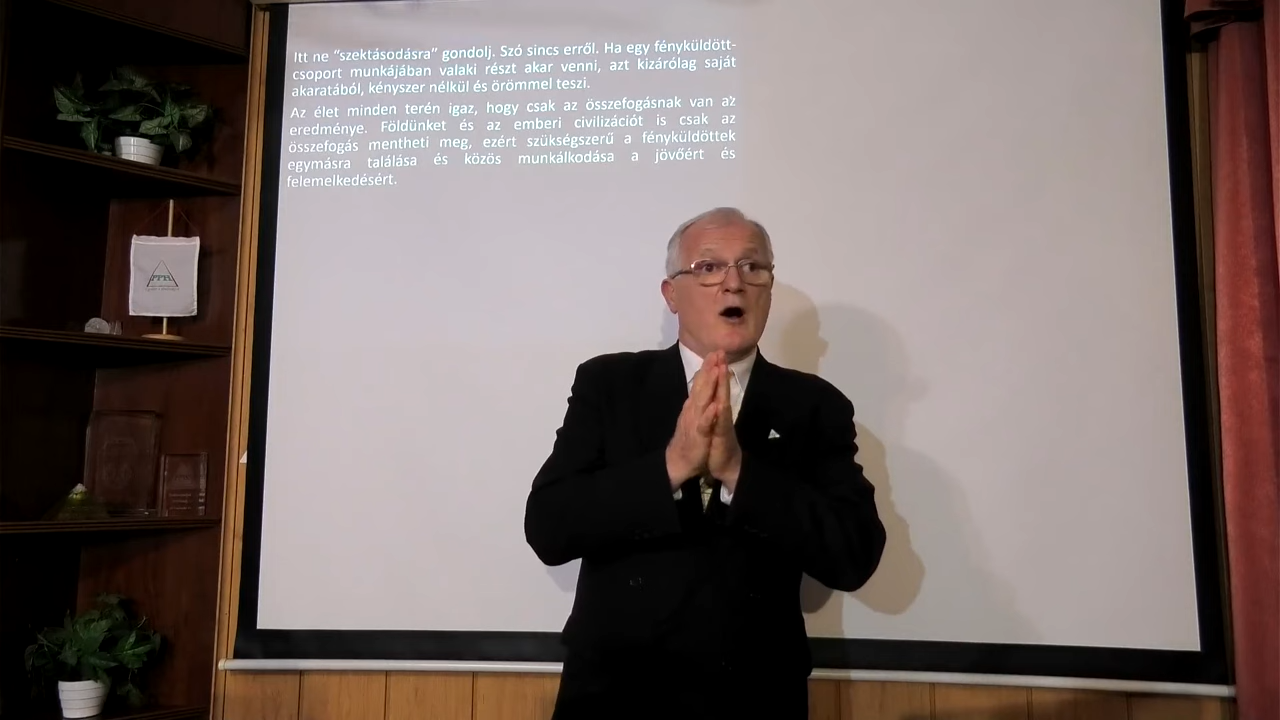 Itt ne "szektásodásra" gondolj. Szó sincs erről. Ha egy fényküldött-
csoport munkájában valaki részt akar venni, azt kizárólag saját
akaratából, kényszer nélkül és örömmel teszi.
Az élet minden terén igaz, hogy csak az összefogásnak van az
eredménye. Földünket és az emberi civilizációt is csak az
összefogás mentheti meg, ezért szükségszerű a fényküldöttek
egymásra találása és közös munkálkodása a jövőért és
felemelkedésért.